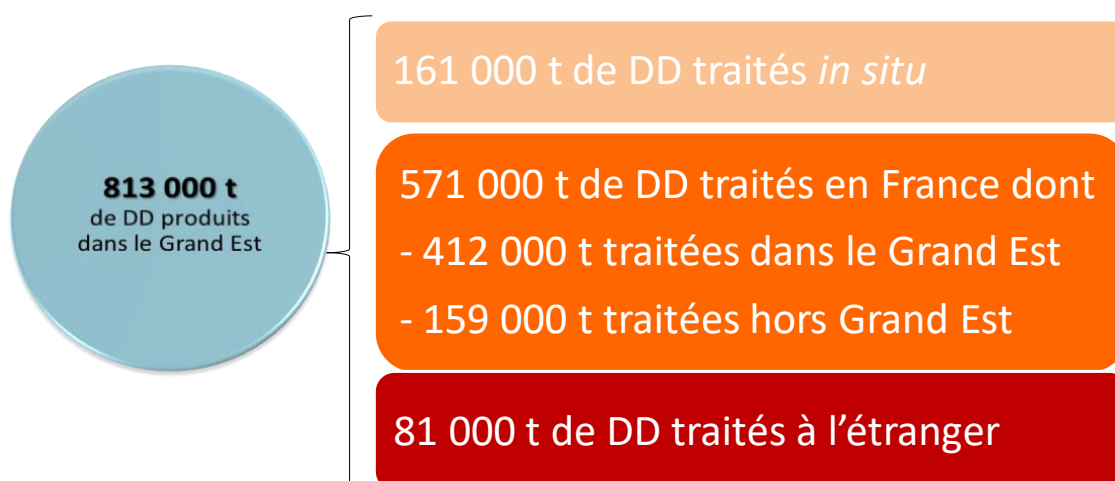 813 000 t
de DD produits
dans le Grand Est
161 000 t de DD traités in situ
571 000 t de DD traités en France dont
- 412 000 t traitées dans le Grand Est
- 159 000 t traitées hors Grand Est
81 000 t de DD traités à l’étranger